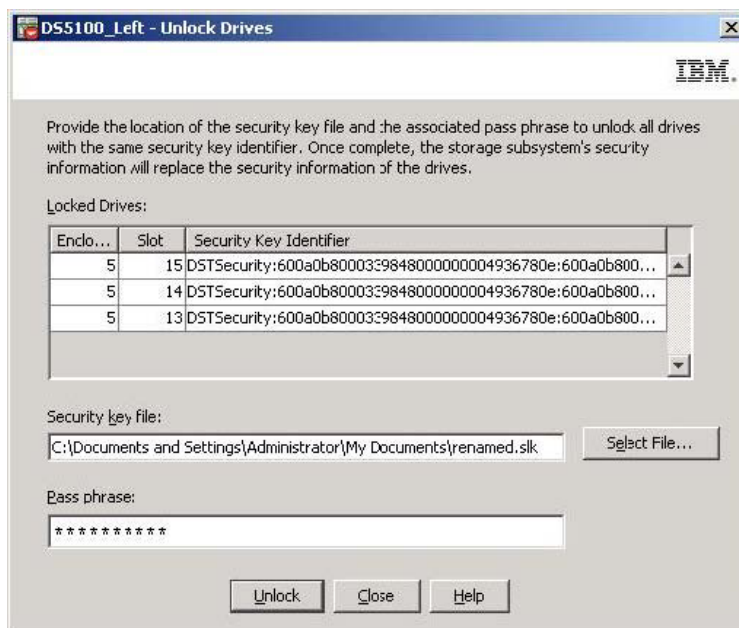 DS5100_Left - Unlock Drives
IBM.
Provide the location of the security key file and the associated pass phrase to unlock all drives
with the same security key identifier. Once complete, the storage subsystem's security
information will replace the security information of the drives.
Locked Drives:
Enclo... Slot Security Key Identifier
5 15 DSTSecurity:600a0b80003398480000000004936780e:600a0b800...
5 14 DSTSecurity:600a0b80003398480000000004936780e:600a0b800...
5 13 DSTSecurity:600a0b80003398480000000004936780e:600a0b800...
Security key file:
C:\Documents and Settings\Administrator\My Documents\renamed.slk
Select File...
Pass phrase:
**********
Unlock Close Help